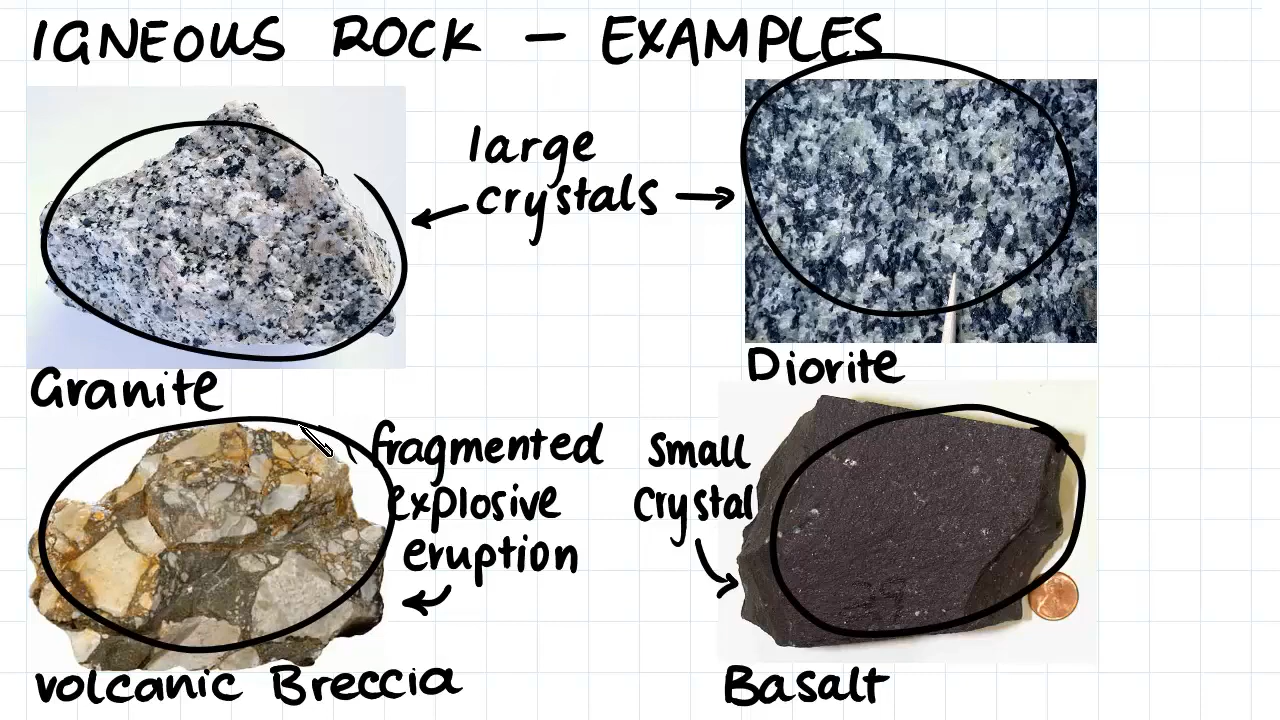 IGNEOUS ROCK - EXAMPLES
large
crystals
Granite
Diorite
fragmented
explosive
eruption
Small
Crystal
volcanic Breccia
Basalt